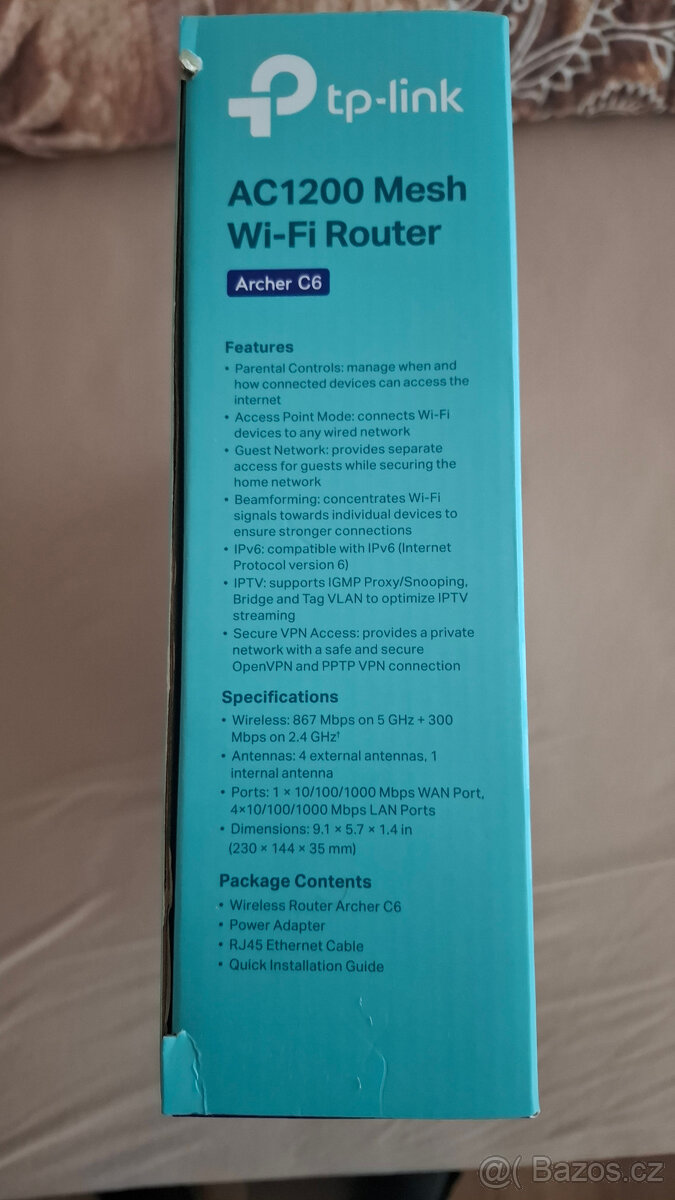 tp-link
AC1200 Mesh
Wi-Fi Router
Archer C6
Features
• Parental Controls: manage when and
how connected devices can access the
internet
• Access Point Mode: connects Wi-Fi
devices to any wired network
• Guest Network: provides separate
access for guests while securing the
home network
• Beamforming: concentrates Wi-Fi
signals towards individual devices to
ensure stronger connections
• IPv6: compatible with IPv6 (Internet
Protocol version 6)
• IPTV: supports IGMP Proxy/Snooping,
Bridge and Tag VLAN to optimize IPTV
streaming
• Secure VPN Access: provides a private
network with a safe and secure
OpenVPN and PPTP VPN connection
Specifications
• Wireless: 867 Mbps on 5 GHz + 300
Mbps on 2.4 GHz†
• Antennas: 4 external antennas, 1
internal antenna
• Ports: 1 × 10/100/1000 Mbps WAN Port,
4×10/100/1000 Mbps LAN Ports
• Dimensions: 9.1 × 5.7 × 1.4 in
(230 × 144 × 35 mm)
Package Contents
• Wireless Router Archer C6
• Power Adapter
• RJ45 Ethernet Cable
• Quick Installation Guide
@( Bazos.cz